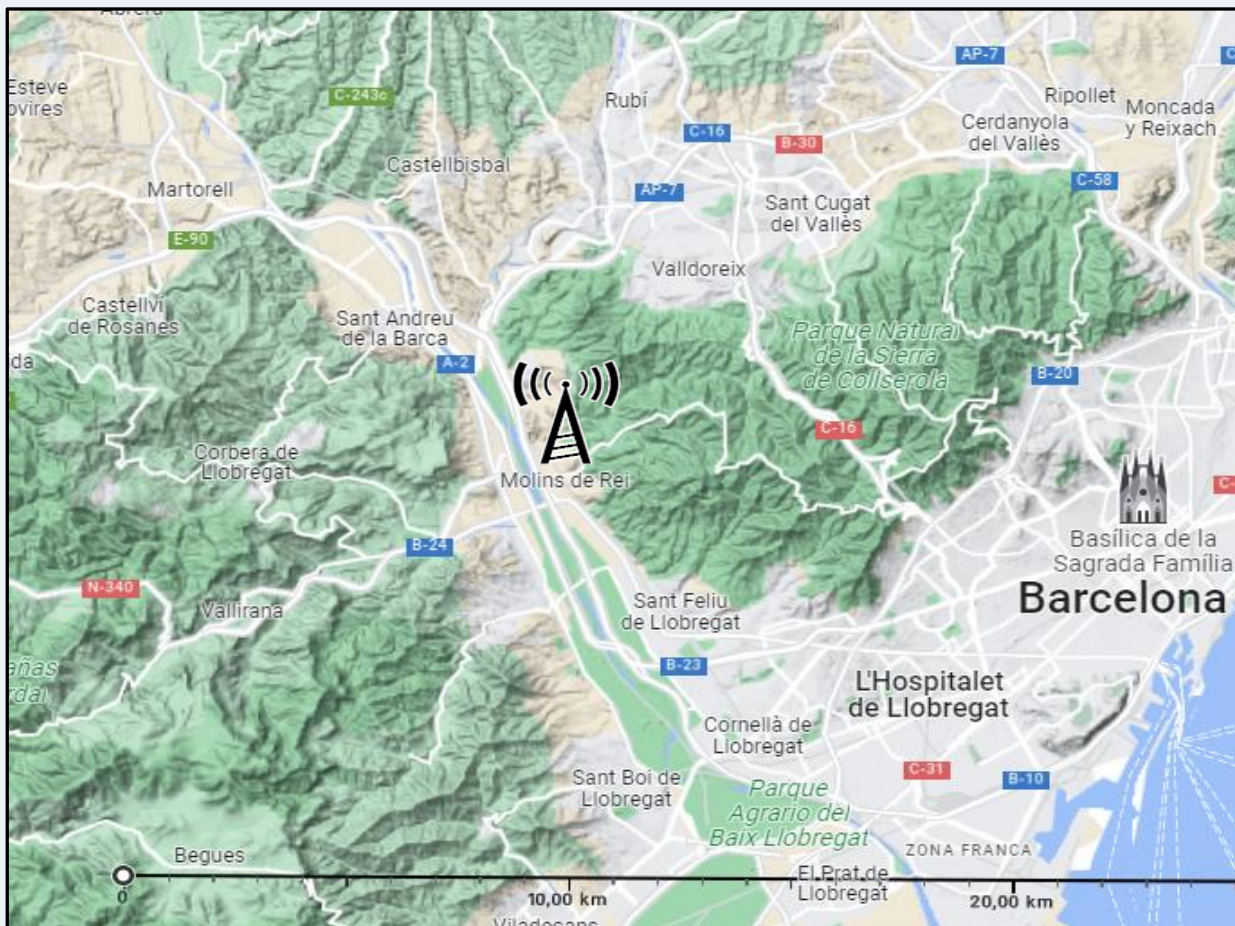 Abrera
Esteve
AP-7
C-243c
Rubí
Ripollet
Moncada
y Reixach
C-16
Cerdanyola
del Vallès
B-30
Castellbisbal
Martorell
AP-7
C-58
Sant Cugat
del Vallès
E-90
Valldoreix
Castellví
de Rosanes
Sant Andreu
de la Barca
Parque Natural
de la Sierra
de Collserola
A-2
B-20
C-16
Corbera de
Llobregat
Molins de Rei
B-24
Basílica de la
Sagrada Família
Barcelona
N-340
Vallirana
Sant Feliu
de Llobregat
B-23
L'Hospitalet
de Llobregat
Cornellà de
Llobregat
C-31
B-10
Sant Boi de
Llobregat
Parque
Agrario del
Baix Llobregat
Begues
ZONA FRANCA
El Prat de
Llobregat
0
10,00 km
20,00 km
Viladecans